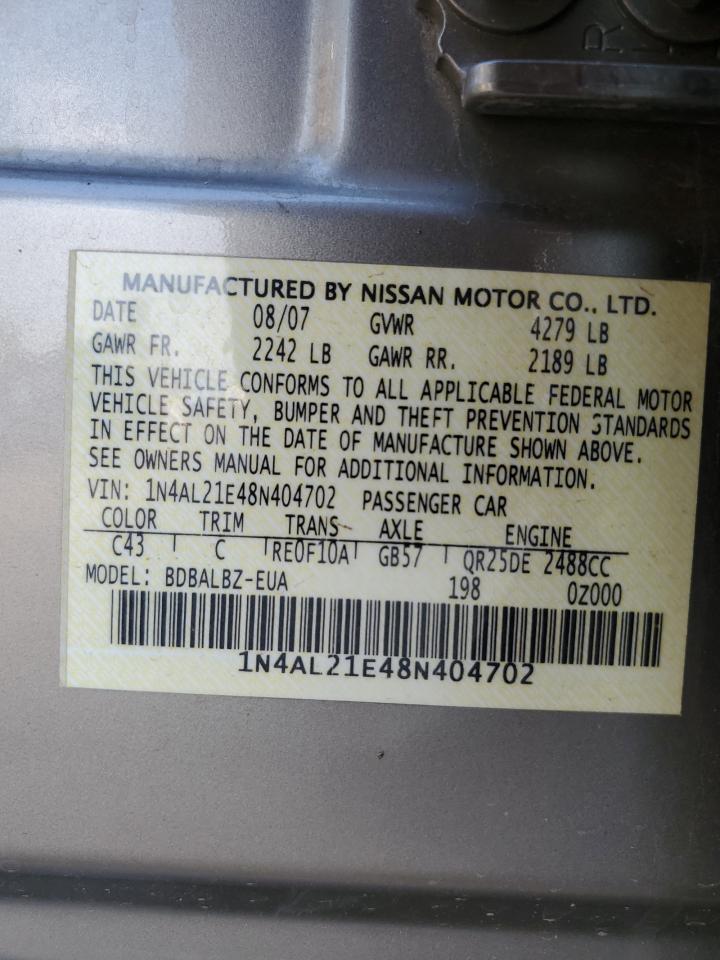 R
MANUFACTURED BY NISSAN MOTOR CO., LTD.
DATE 08/07 GVWR 4279 LB
GAWR FR. 2242 LB GAWR RR. 2189 LB
THIS VEHICLE CONFORMS TO ALL APPLICABLE FEDERAL MOTOR
VEHICLE SAFETY, BUMPER AND THEFT PREVENTION STANDARDS
IN EFFECT ON THE DATE OF MANUFACTURE SHOWN ABOVE.
SEE OWNERS MANUAL FOR ADDITIONAL INFORMATION.
VIN: 1N4AL21E48N404702 PASSENGER CAR
COLOR TRIM TRANS AXLE ENGINE
C43 C RE0F10A GB57 QR25DE 2488CC
MODEL: BDBALBZ-EUA 198 0Z000
1N4AL21E48N404702